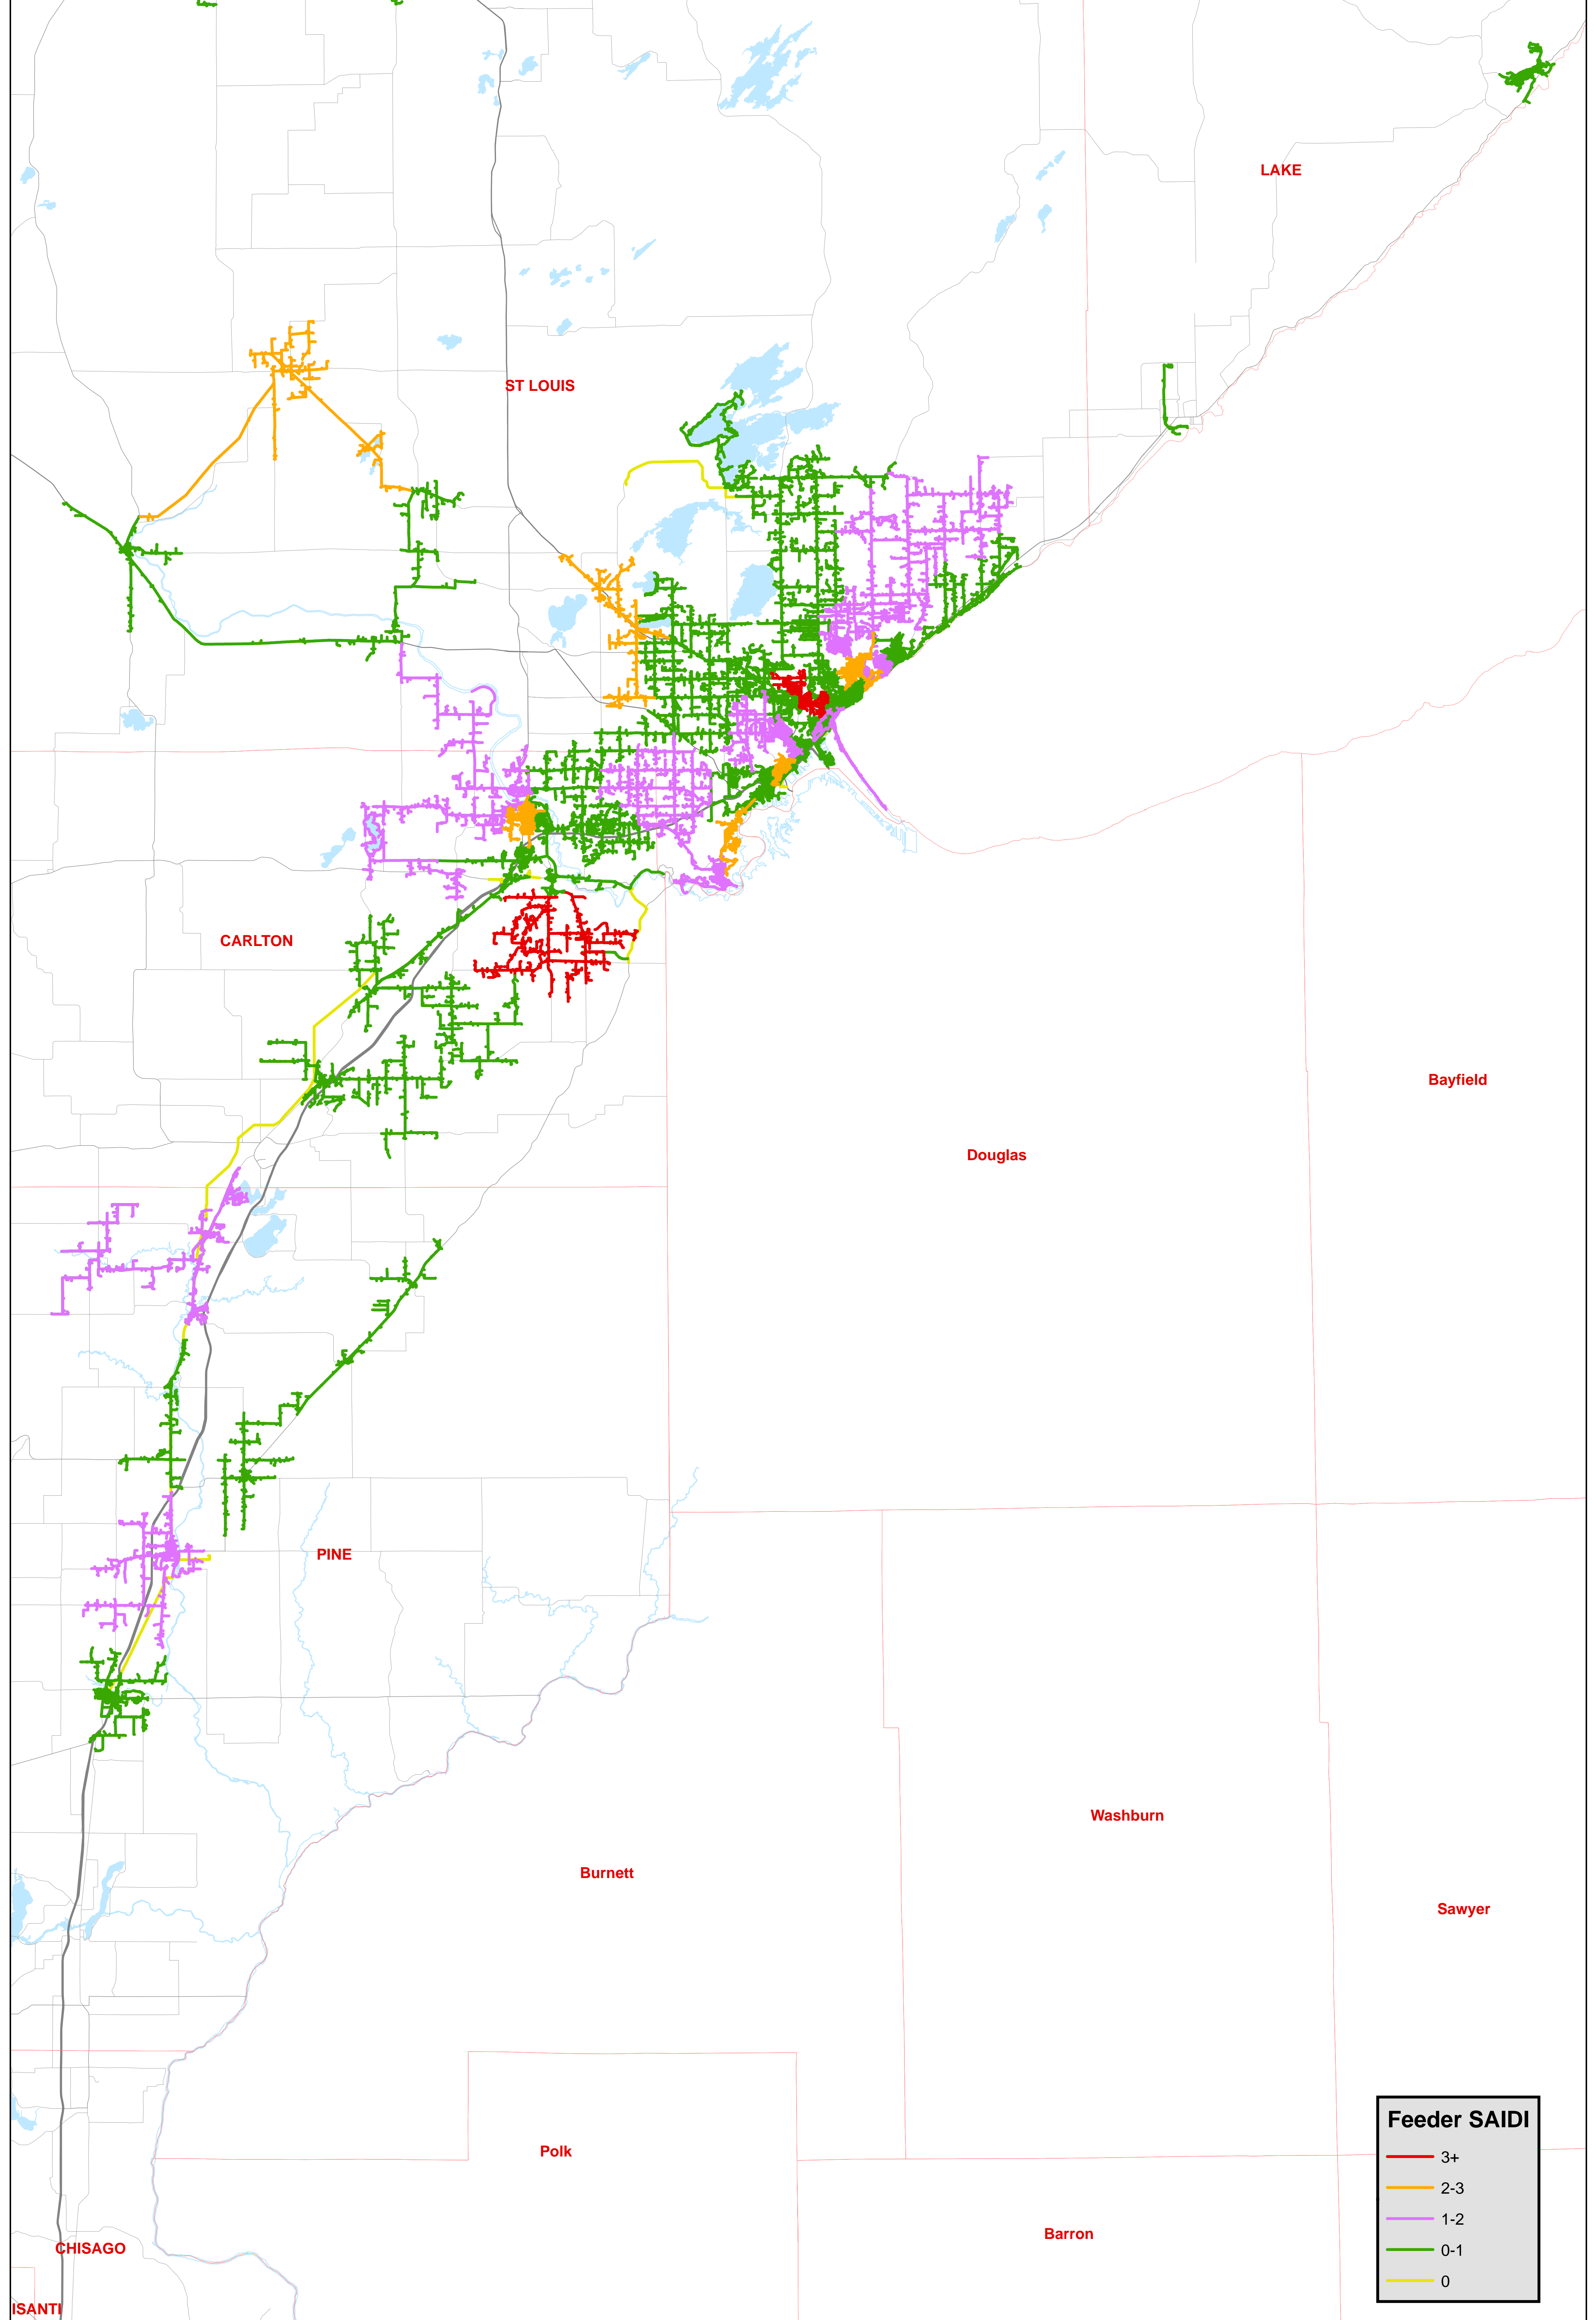 LAKE
ST LOUIS
CARLTON
Bayfield
Douglas
PINE
Washburn
Burnett
Sawyer
Polk
Barron
CHISAGO
ISANTI
Feeder SAIDI
3+
2-3
1-2
0-1
0